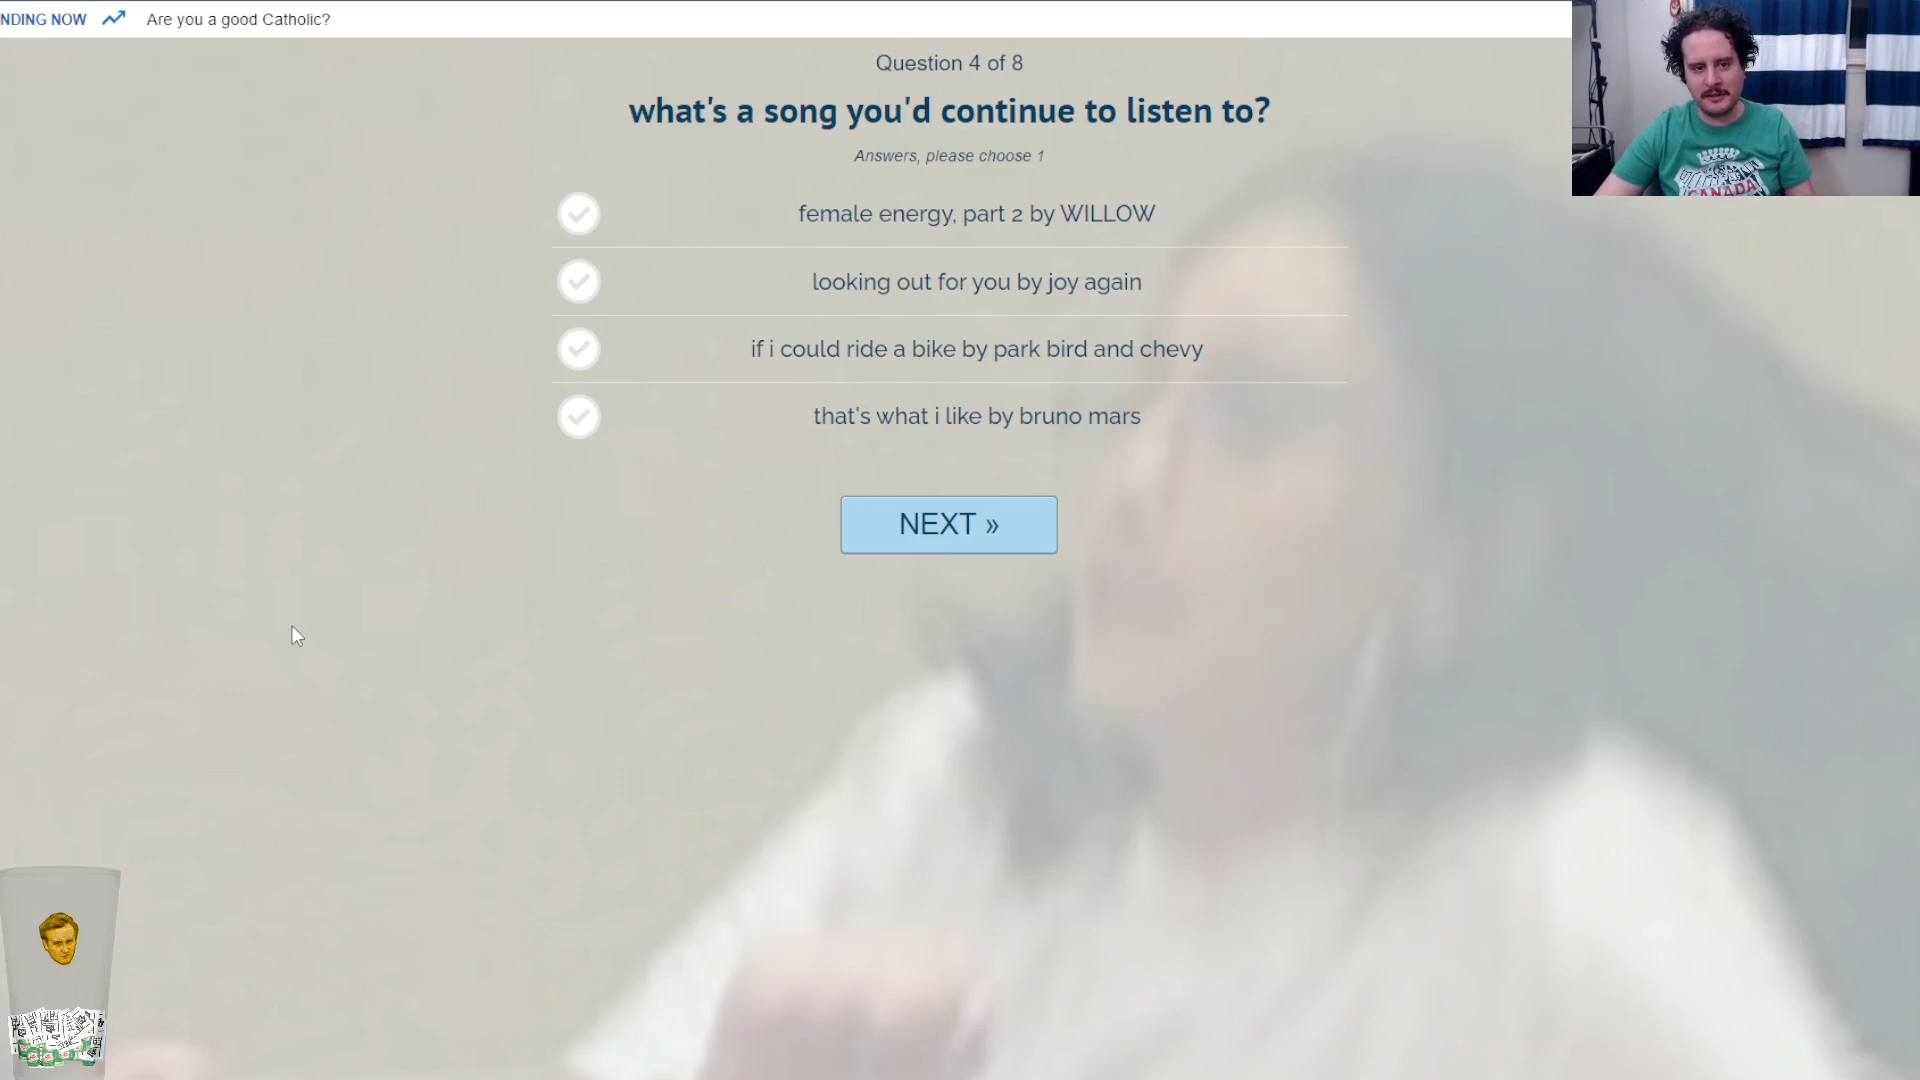 NDING NOW Are you a good Catholic?
Question 4 of 8
what's a song you'd continue to listen to?
Answers, please choose 1
female energy, part 2 by WILLOW
looking out for you by joy again
if i could ride a bike by park bird and chevy
that's what i like by bruno mars
NEXT »
CANADA